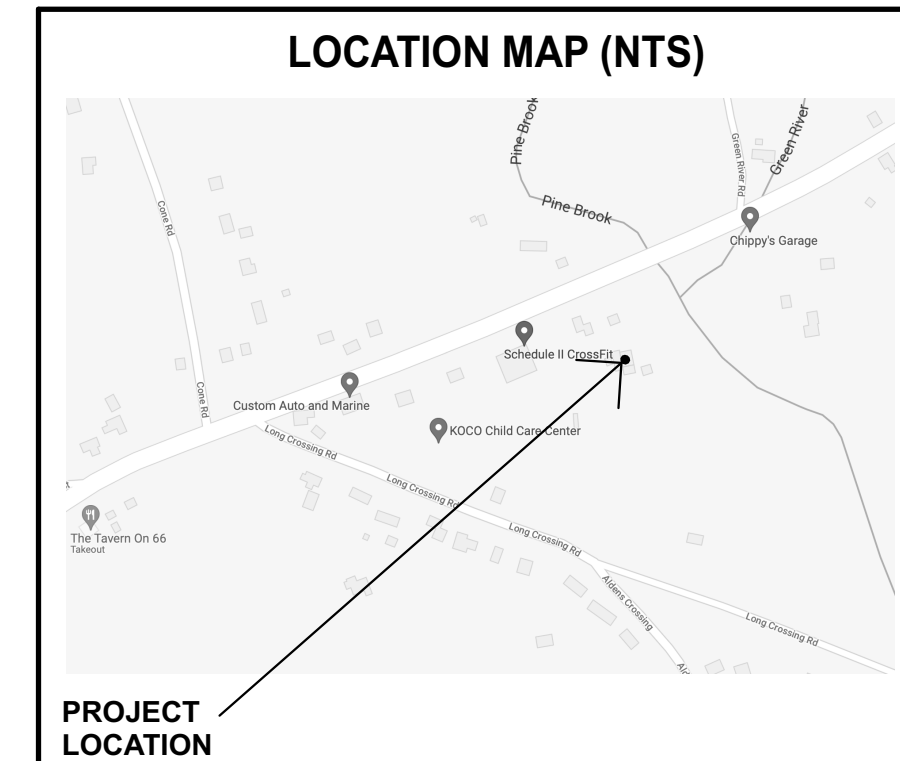 LOCATION MAP (NTS)
Pine Brook
Green River Rd
Green River
Cone Rd
Pine Brook
Chippy's Garage
Schedule II CrossFit
Cone Rd
Custom Auto and Marine
Long Crossing Rd
KOCO Child Care Center
Long Crossing Rd
The Tavern On 66
Takeout
Long Crossing Rd
Aldens Crossing
Long Crossing Rd
PROJECT
LOCATION